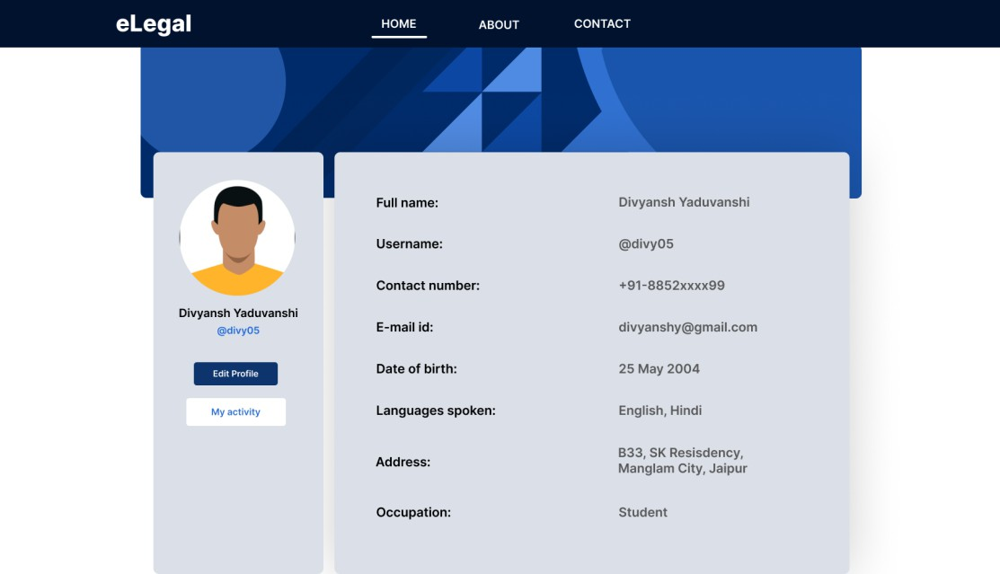 eLegal
HOME
ABOUT
CONTACT
Divyansh Yaduvanshi
@divy05
Edit Profile
My activity
Full name: Divyansh Yaduvanshi
Username: @divy05
Contact number: +91-8852xxxx99
E-mail id: divyanshy@gmail.com
Date of birth: 25 May 2004
Languages spoken: English, Hindi
Address: B33, SK Resisdency,
Manglam City, Jaipur
Occupation: Student